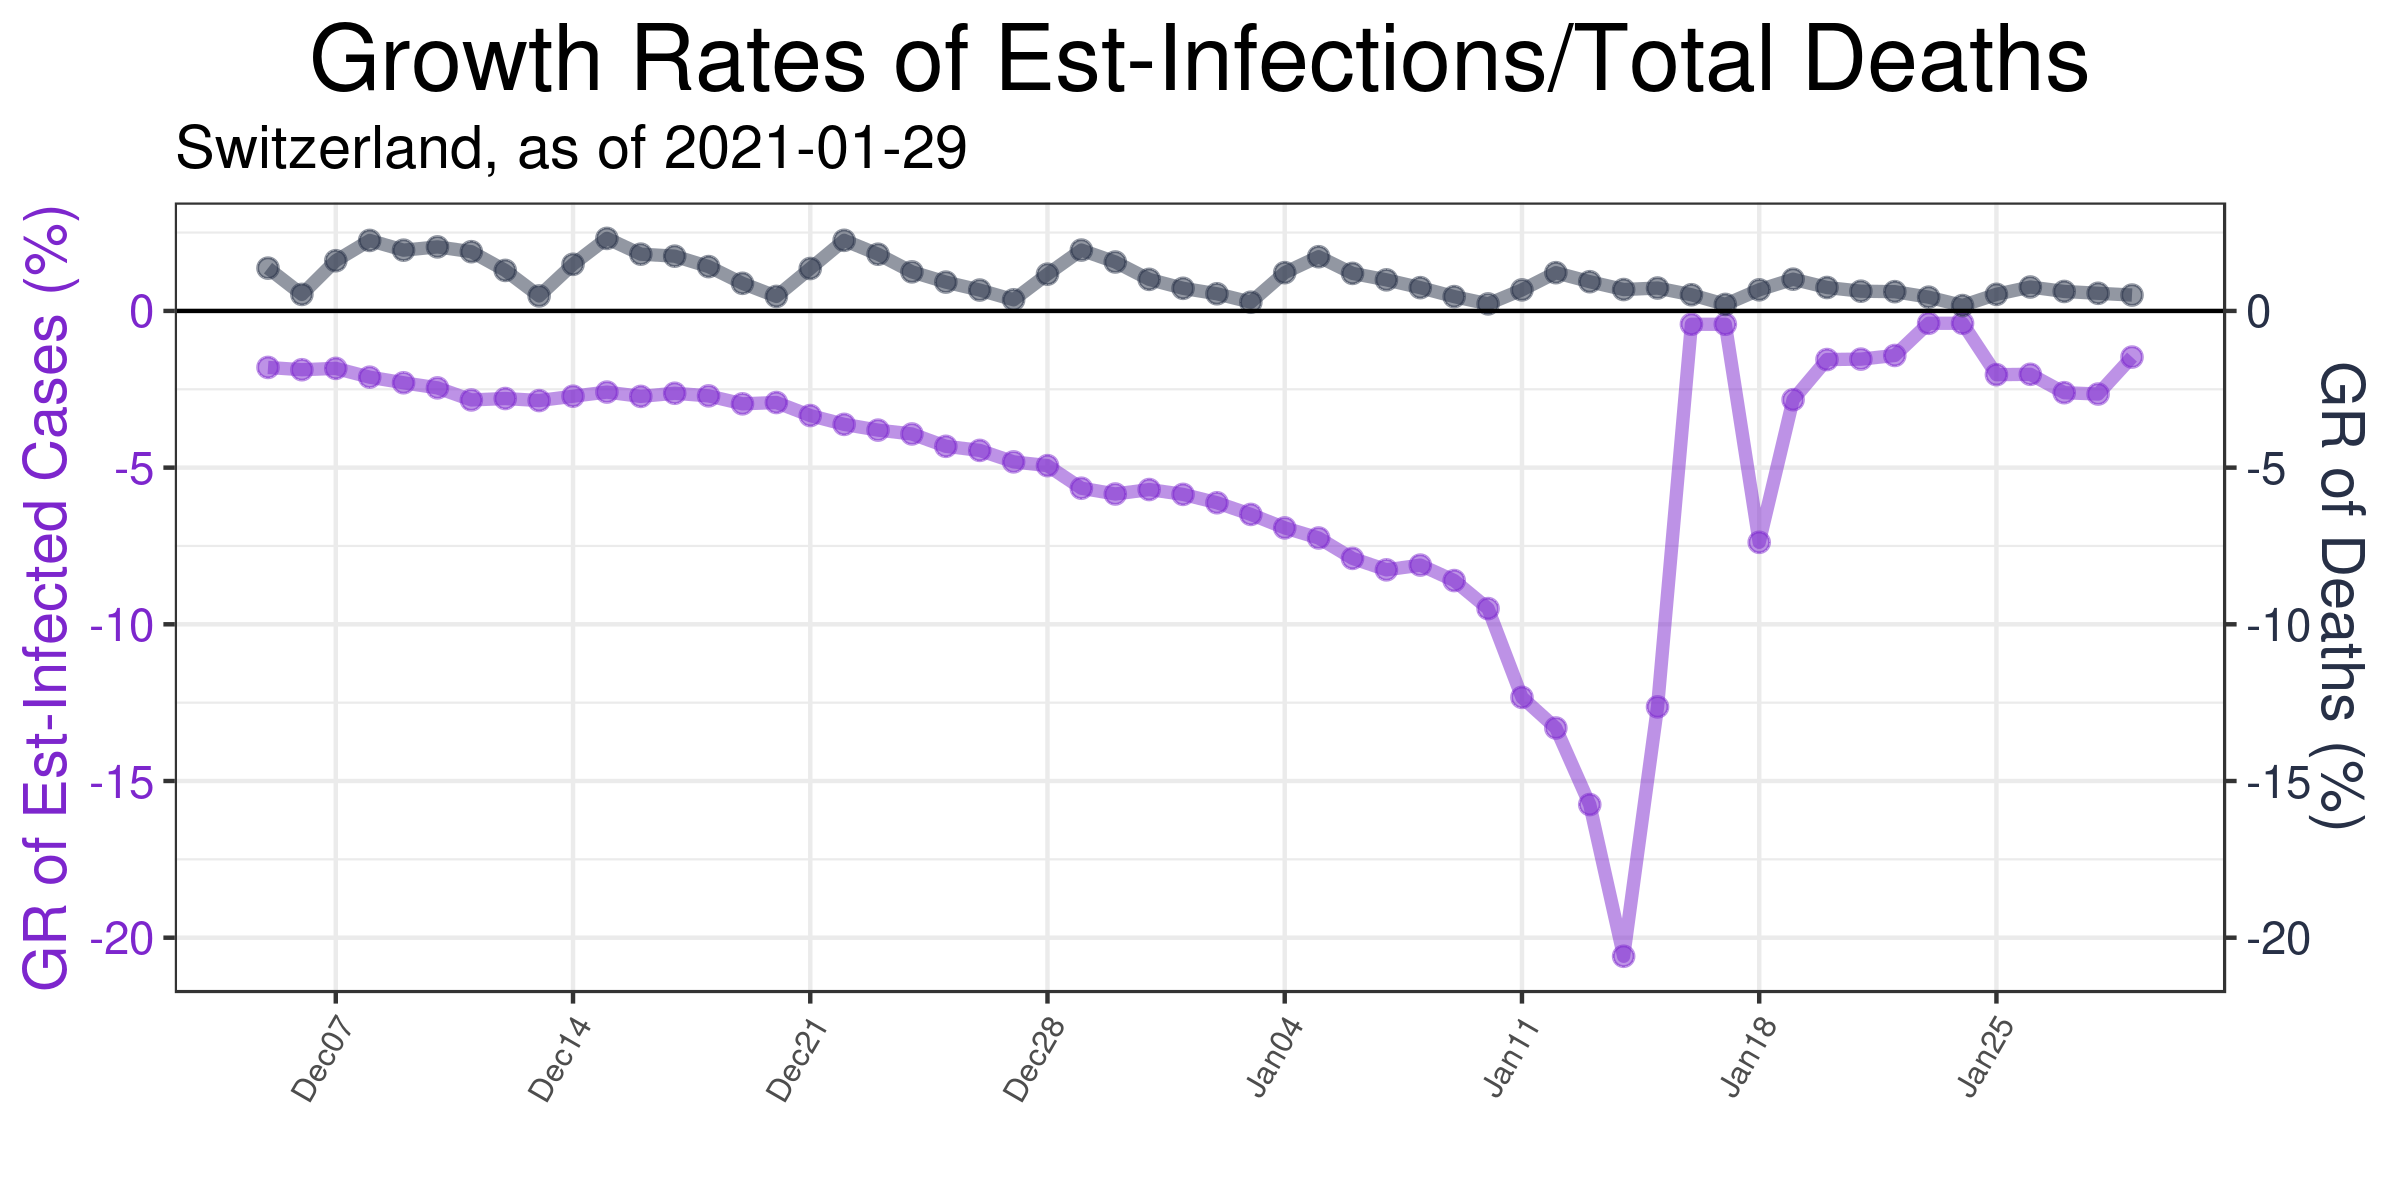 Growth Rates of Est-Infections/Total Deaths
Switzerland, as of 2021-01-29
GR of Est-Infected Cases (%)
0
-5
-10
-15
-20
0
-5
-10
-15
-20
GR of Deaths (%)
Dec07
Dec14
Dec21
Dec28
Jan04
Jan11
Jan18
Jan25